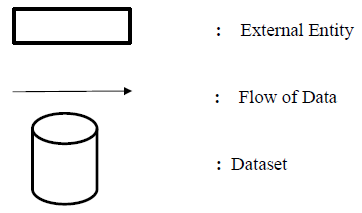 : External Entity
: Flow of Data
: Dataset